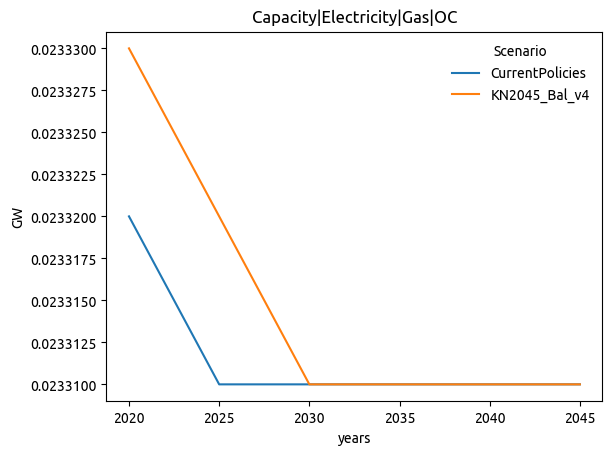 Capacity|Electricity|Gas|OC
Scenario
CurrentPolicies
KN2045_Bal_v4
GW
0.0233300
0.0233275
0.0233250
0.0233225
0.0233200
0.0233175
0.0233150
0.0233125
0.0233100
2020 2025 2030 2035 2040 2045
years